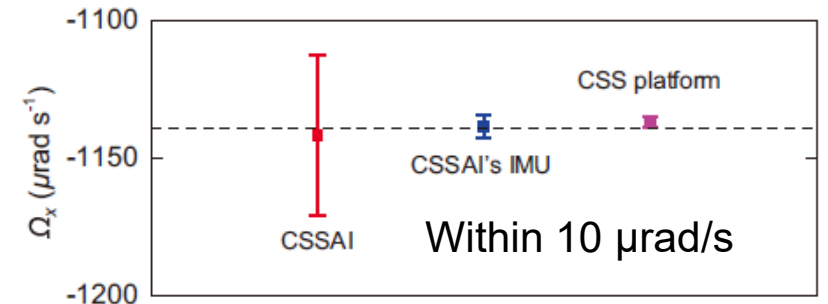 -1100
CSS platform
Ωx (μrad s-1)
-1150
CSSAI's IMU
CSSAI
Within 10 μrad/s
-1200